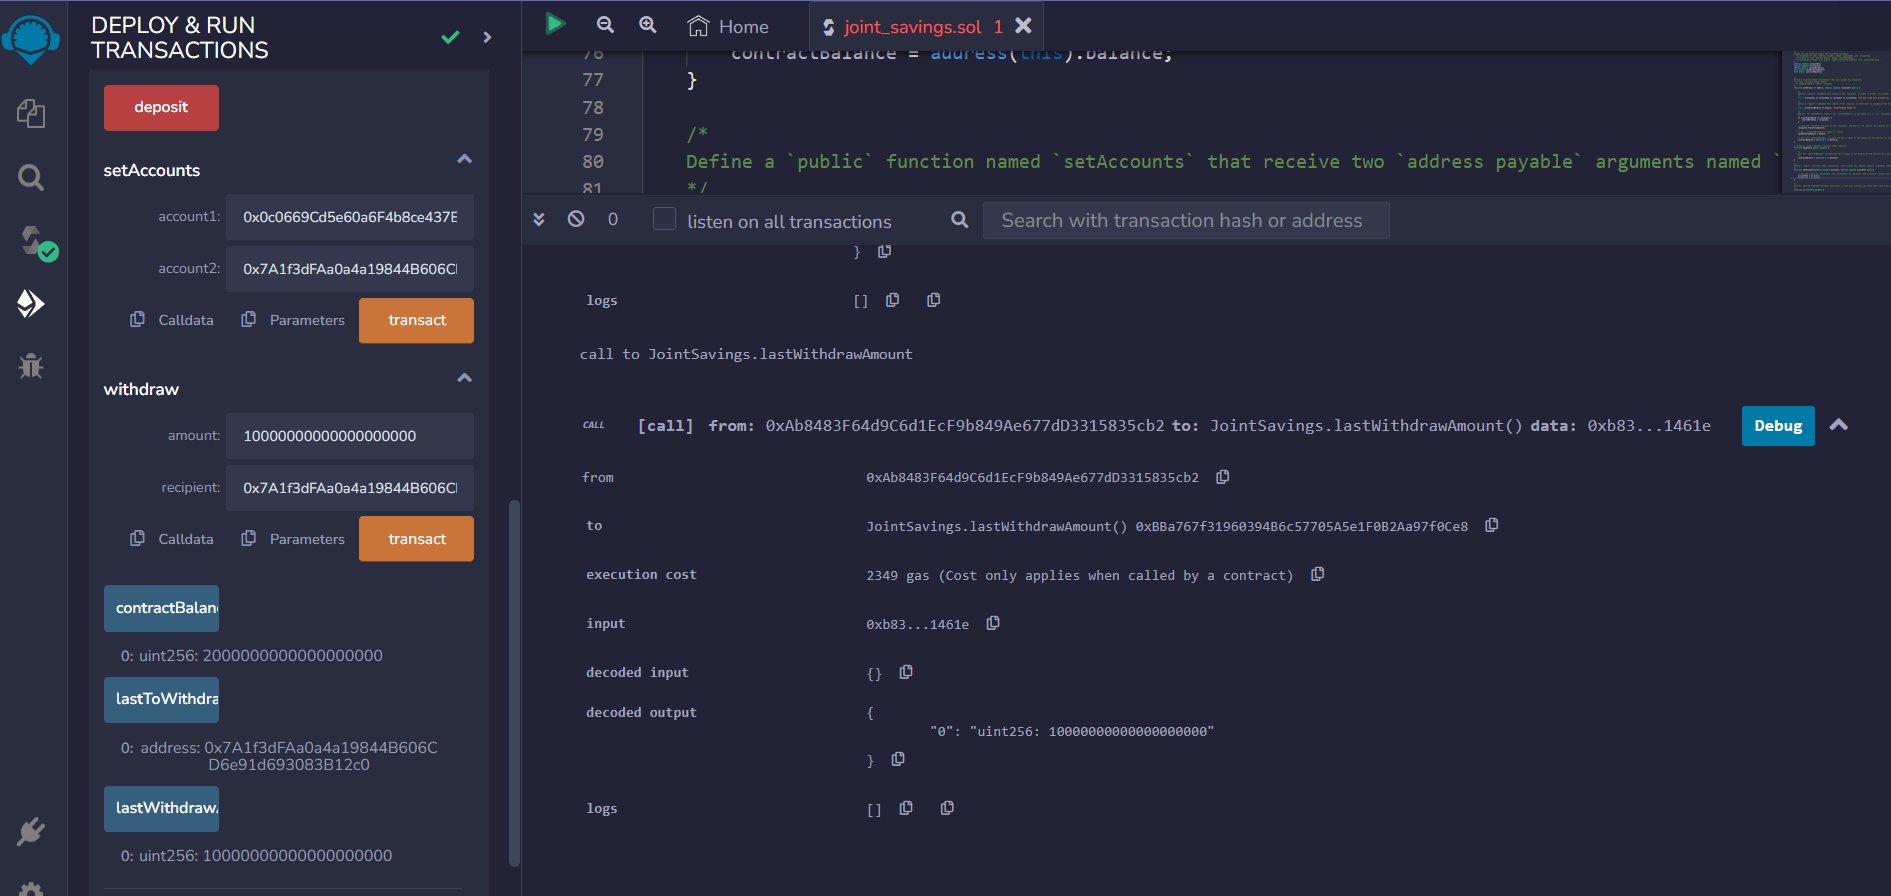 DEPLOY & RUN
TRANSACTIONS
deposit
setAccounts
account1: 0x0c0669Cd5e60a6F4b8ce437E
account2: 0x7A1f3dFAa0a4a19844B606CI
Calldata Parameters transact
withdraw
amount: 10000000000000000000
recipient: 0x7A1f3dFAa0a4a19844B606CI
Calldata Parameters transact
contractBalan
0: uint256: 2000000000000000000
lastToWithdra
0: address: 0x7A1f3dFAa0a4a19844B606C
D6e91d693083B12c0
lastWithdrawA
0: uint256: 10000000000000000000
Home
joint_savings.sol 1
76 contractBalance = address(this).balance;
77 }
78
79 /*
80 Define a `public` function named `setAccounts` that receive two `address payable` arguments named `
81 */
0 listen on all transactions Search with transaction hash or address
}
logs []
call to JointSavings.lastWithdrawAmount
CALL [call] from: 0xAb8483F64d9C6d1EcF9b849Ae677dD3315835cb2 to: JointSavings.lastWithdrawAmount() data: 0xb83...1461e Debug
from 0xAb8483F64d9C6d1EcF9b849Ae677dD3315835cb2
to JointSavings.lastWithdrawAmount() 0xBBa767f31960394B6c57705A5e1F0B2Aa97f0Ce8
execution cost 2349 gas (Cost only applies when called by a contract)
input 0xb83...1461e
decoded input {}
decoded output {
"0": "uint256: 10000000000000000000"
}
logs []